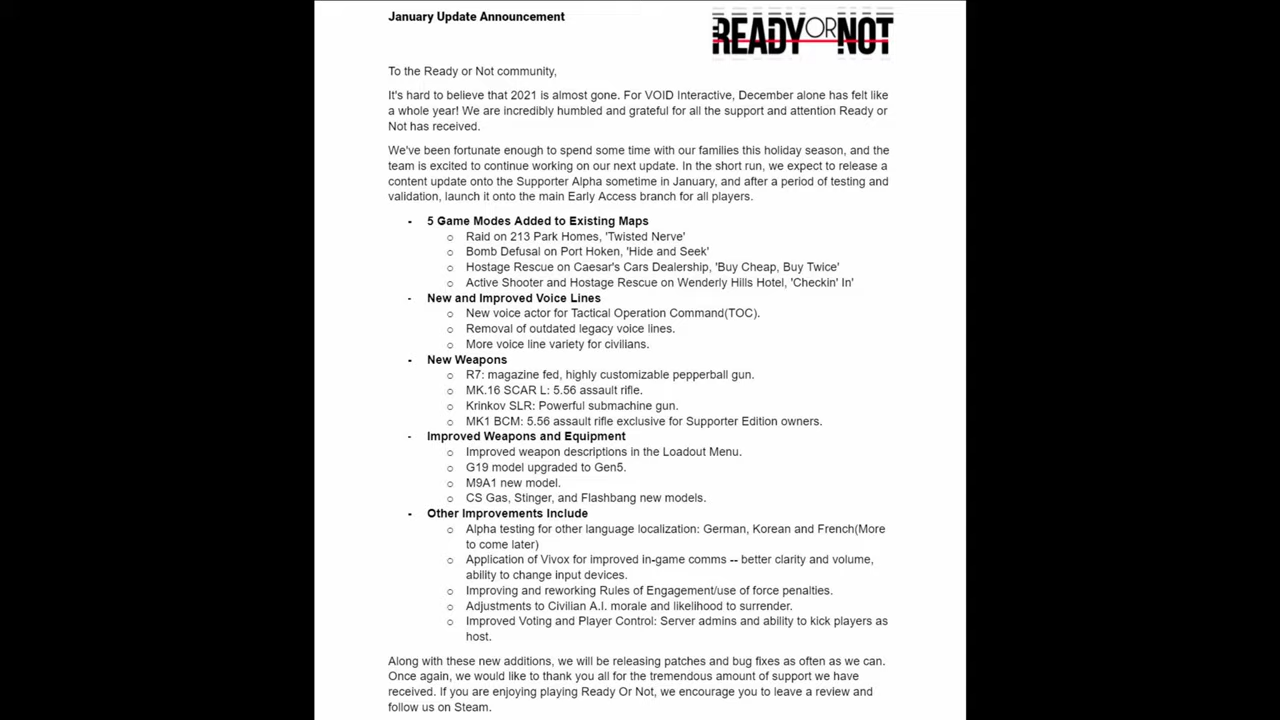 January Update Announcement
READY OR NOT
To the Ready or Not community,
It's hard to believe that 2021 is almost gone. For VOID Interactive, December alone has felt like
a whole year! We are incredibly humbled and grateful for all the support and attention Ready or
Not has received.
We've been fortunate enough to spend some time with our families this holiday season, and the
team is excited to continue working on our next update. In the short run, we expect to release a
content update onto the Supporter Alpha sometime in January, and after a period of testing and
validation, launch it onto the main Early Access branch for all players.
- 5 Game Modes Added to Existing Maps
○ Raid on 213 Park Homes, 'Twisted Nerve'
○ Bomb Defusal on Port Hoken, 'Hide and Seek'
○ Hostage Rescue on Caesar's Cars Dealership, 'Buy Cheap, Buy Twice'
○ Active Shooter and Hostage Rescue on Wenderly Hills Hotel, 'Checkin' In'
- New and Improved Voice Lines
○ New voice actor for Tactical Operation Command(TOC).
○ Removal of outdated legacy voice lines.
○ More voice line variety for civilians.
- New Weapons
○ R7: magazine fed, highly customizable pepperball gun.
○ MK.16 SCAR L: 5.56 assault rifle.
○ Krinkov SLR: Powerful submachine gun.
○ MK1 BCM: 5.56 assault rifle exclusive for Supporter Edition owners.
- Improved Weapons and Equipment
○ Improved weapon descriptions in the Loadout Menu.
○ G19 model upgraded to Gen5.
○ M9A1 new model.
○ CS Gas, Stinger, and Flashbang new models.
- Other Improvements Include
○ Alpha testing for other language localization: German, Korean and French(More
to come later)
○ Application of Vivox for improved in-game comms -- better clarity and volume,
ability to change input devices.
○ Improving and reworking Rules of Engagement/use of force penalties.
○ Adjustments to Civilian A.I. morale and likelihood to surrender.
○ Improved Voting and Player Control: Server admins and ability to kick players as
host.
Along with these new additions, we will be releasing patches and bug fixes as often as we can.
Once again, we would like to thank you all for the tremendous amount of support we have
received. If you are enjoying playing Ready Or Not, we encourage you to leave a review and
follow us on Steam.